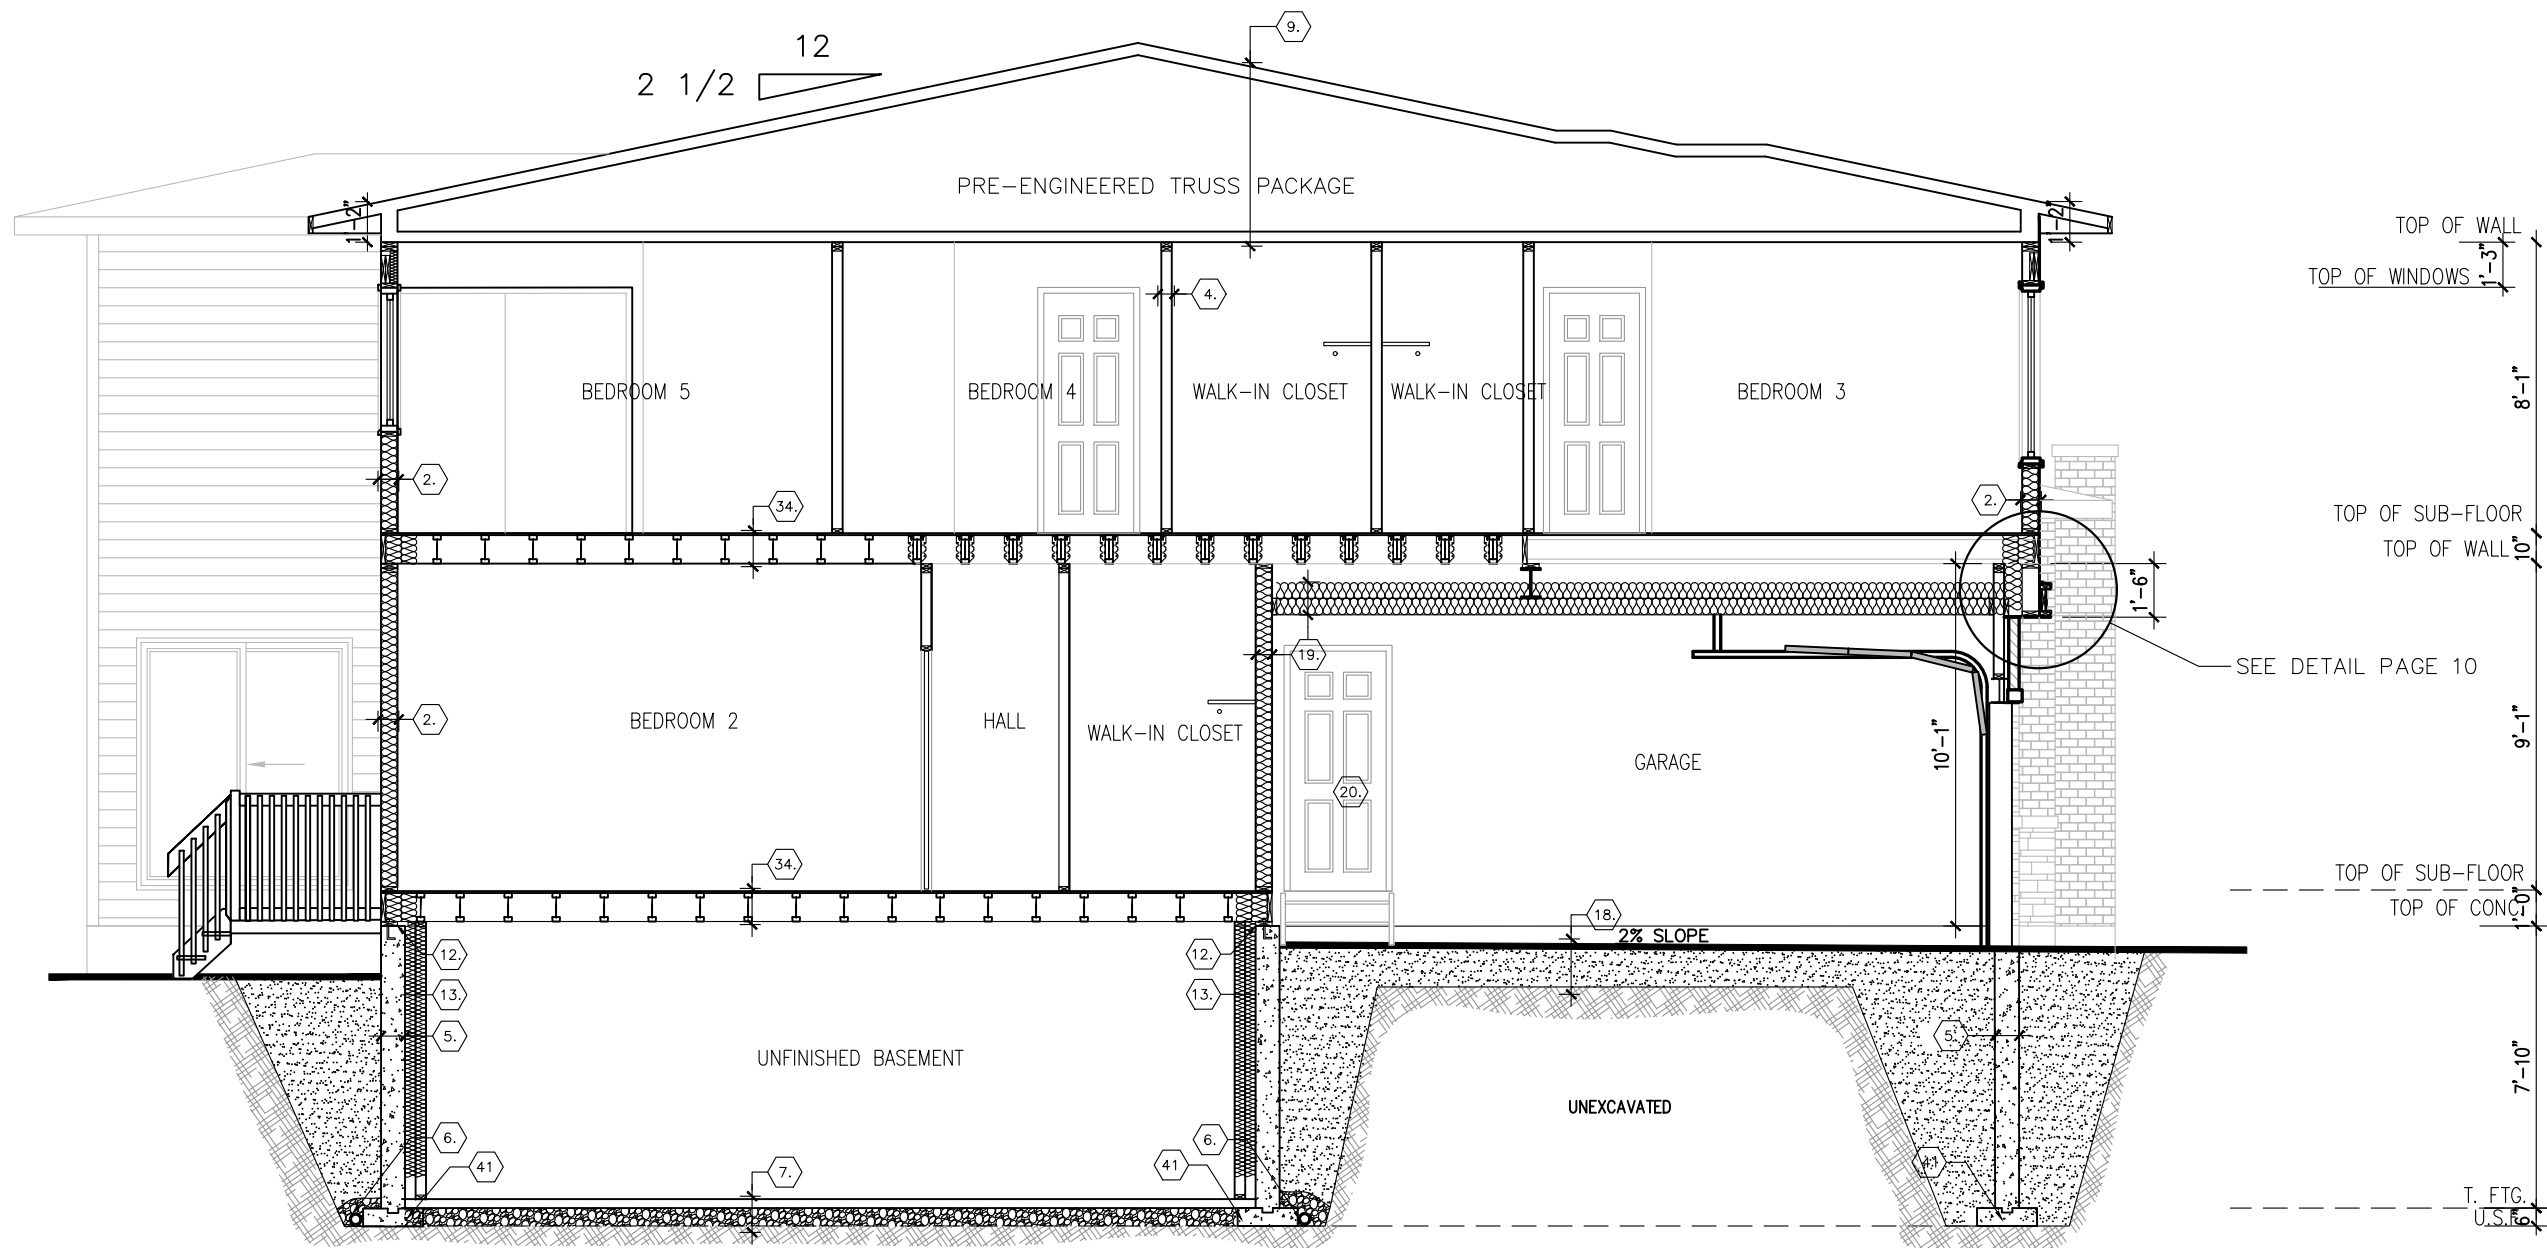 9.
12
2 1/2
PRE-ENGINEERED TRUSS PACKAGE
1'-2"
1'-2"
TOP OF WALL
1'-3"
TOP OF WINDOWS
4.
BEDROOM 5
BEDROOM 4
WALK-IN CLOSET
WALK-IN CLOSET
BEDROOM 3
8'-1"
2.
34.
2.
TOP OF SUB-FLOOR
TOP OF WALL
10"
1'-6"
19.
SEE DETAIL PAGE 10
2.
BEDROOM 2
HALL
WALK-IN CLOSET
GARAGE
10'-1"
9'-1"
20.
34.
TOP OF SUB-FLOOR
TOP OF CONC.
1'-0"
18.
2% SLOPE
12.
12.
13.
13.
5.
5.
UNFINISHED BASEMENT
UNEXCAVATED
7'-10"
6.
6.
41
41
41
7.
T. FTG.
U.S.F.
6"